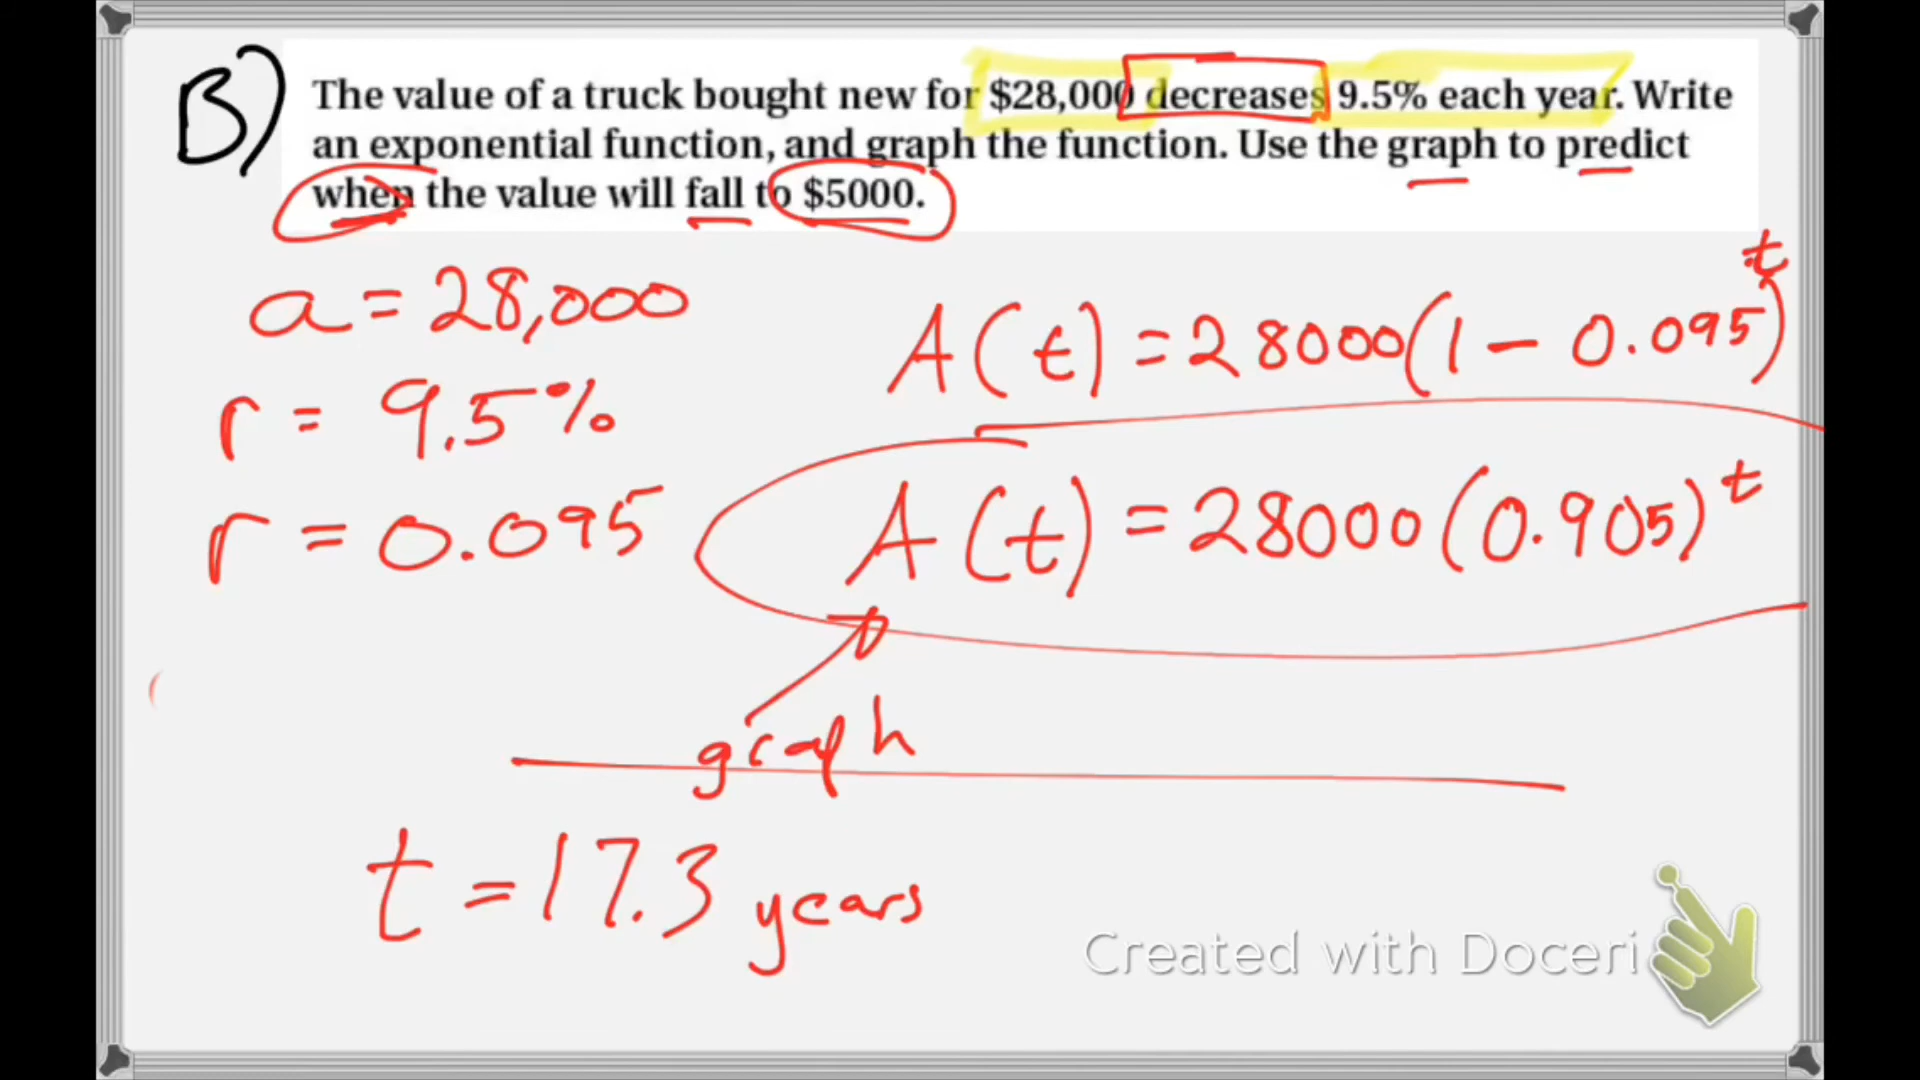 B)
The value of a truck bought new for $28,000 decreases 9.5% each year. Write
an exponential function, and graph the function. Use the graph to predict
when the value will fall to $5000.
a = 28,000
A(t) = 28000(1 - 0.095)^t
r = 9.5%
r = 0.095
A(t) = 28000(0.905)^t
graph
t = 17.3 years
Created with Doceri